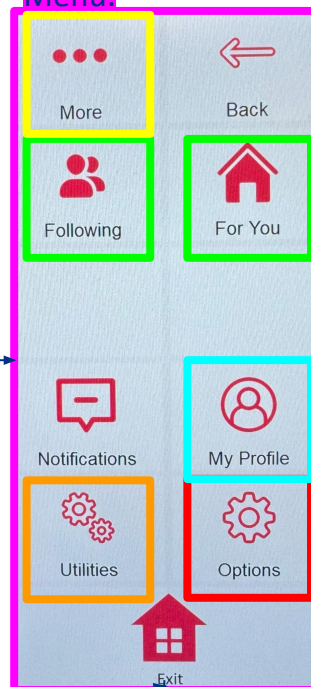 Menu:
More
Back
Following
For You
Notifications
My Profile
Utilities
Options
Exit